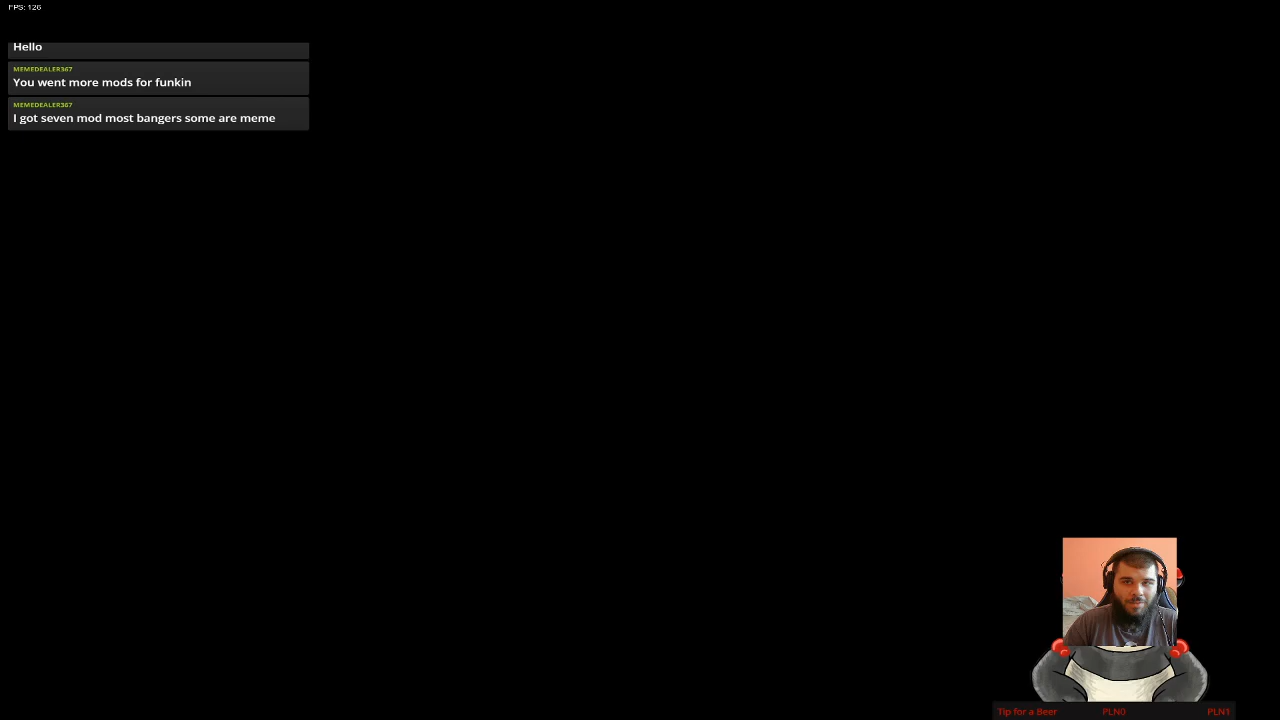 FPS: 126
Hello
MEMEDEALER367
You went more mods for funkin
MEMEDEALER367
I got seven mod most bangers some are meme
Tip for a Beer PLN0 PLN1